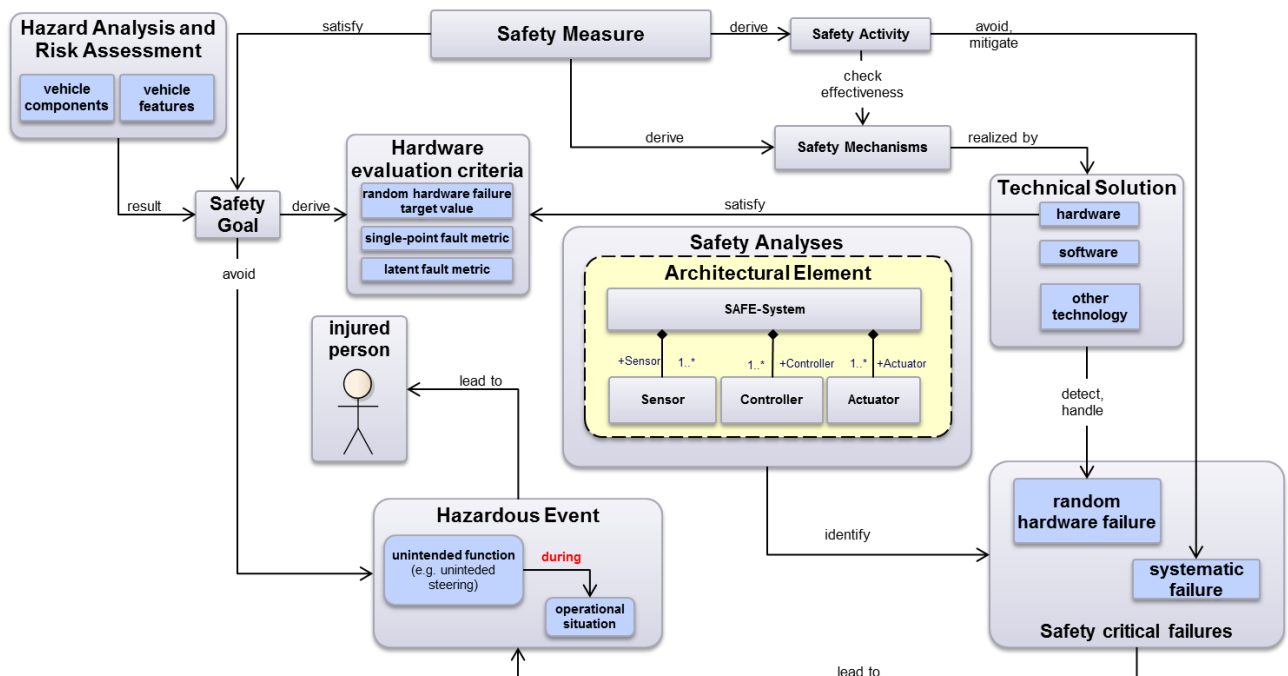 Hazard Analysis and
Risk Assessment
vehicle
components
vehicle
features
satisfy
Safety Measure
derive
Safety Activity
avoid,
mitigate
check
effectiveness
derive
Safety Mechanisms
realized by
Hardware
evaluation criteria
random hardware failure
target value
single-point fault metric
latent fault metric
result
Safety
Goal
derive
satisfy
Technical Solution
hardware
software
other
technology
avoid
Safety Analyses
Architectural Element
SAFE-System
+Sensor
1..*
1..*
+Controller
1..*
+Actuator
Sensor
Controller
Actuator
injured
person
lead to
detect,
handle
Hazardous Event
unintended function
(e.g. uninteded
steering)
during
operational
situation
identify
random
hardware failure
systematic
failure
Safety critical failures
lead to